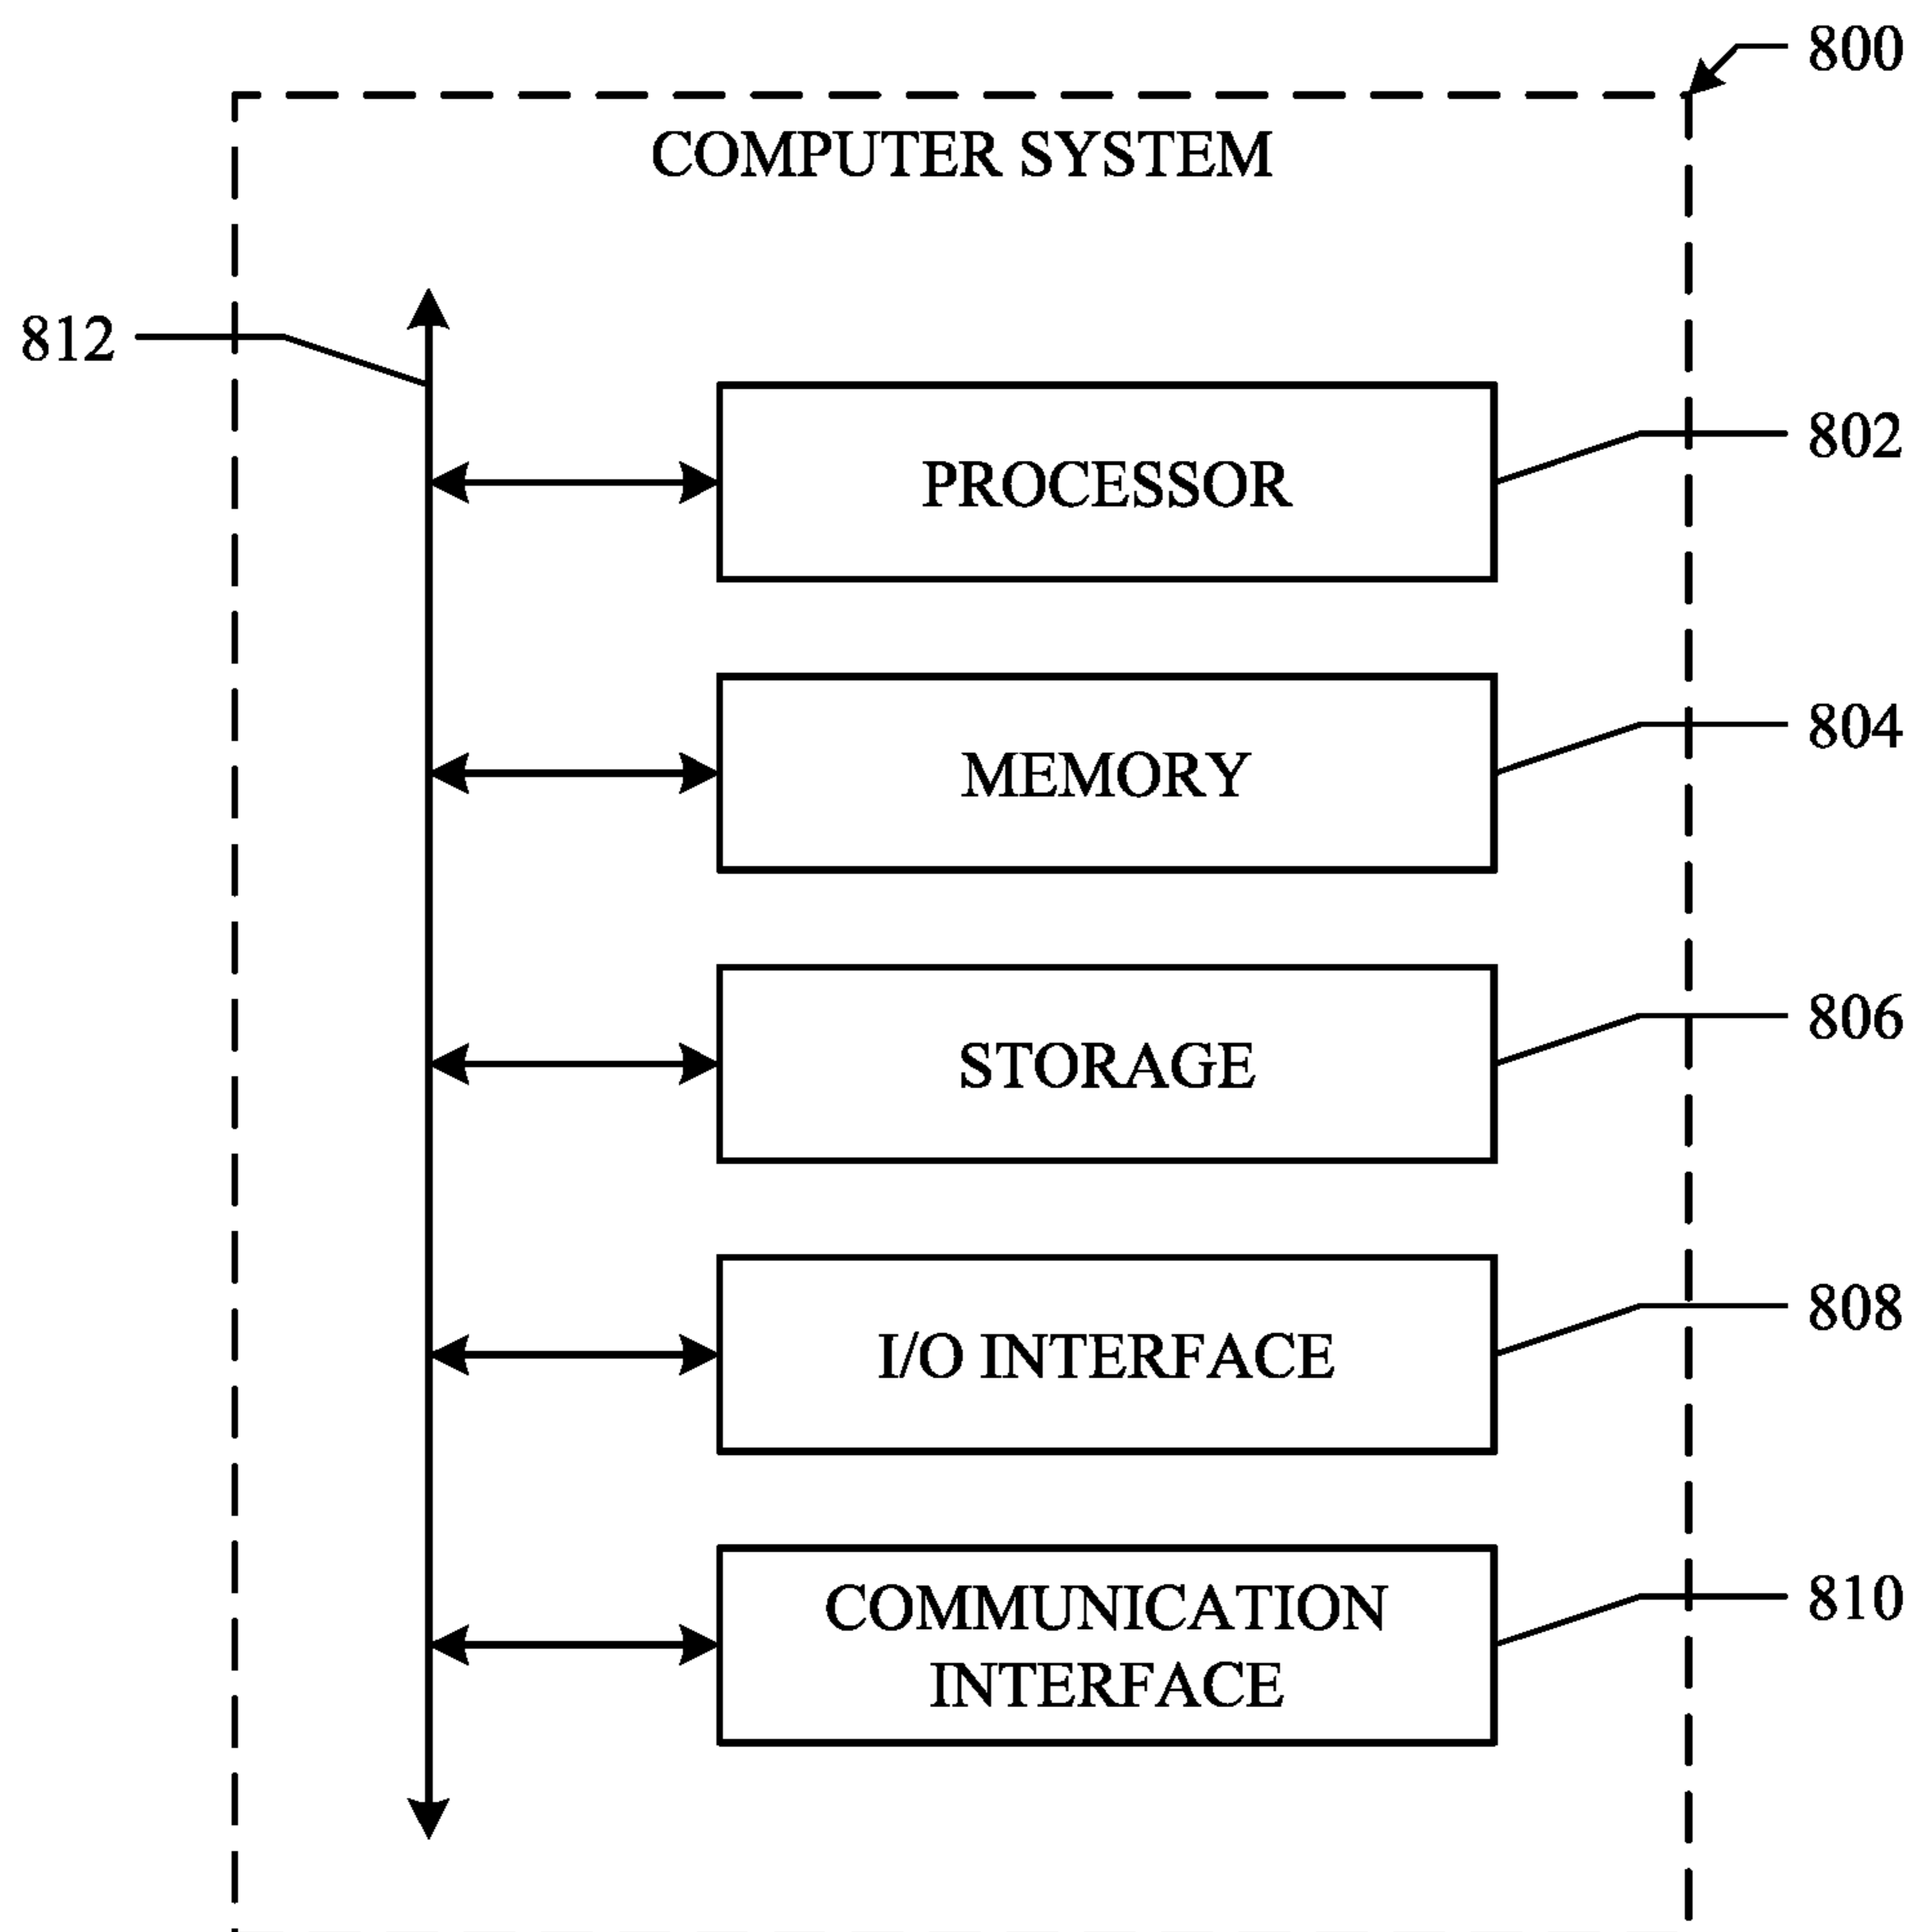 800
COMPUTER SYSTEM
812
802
PROCESSOR
804
MEMORY
806
STORAGE
808
I/O INTERFACE
810
COMMUNICATION
INTERFACE